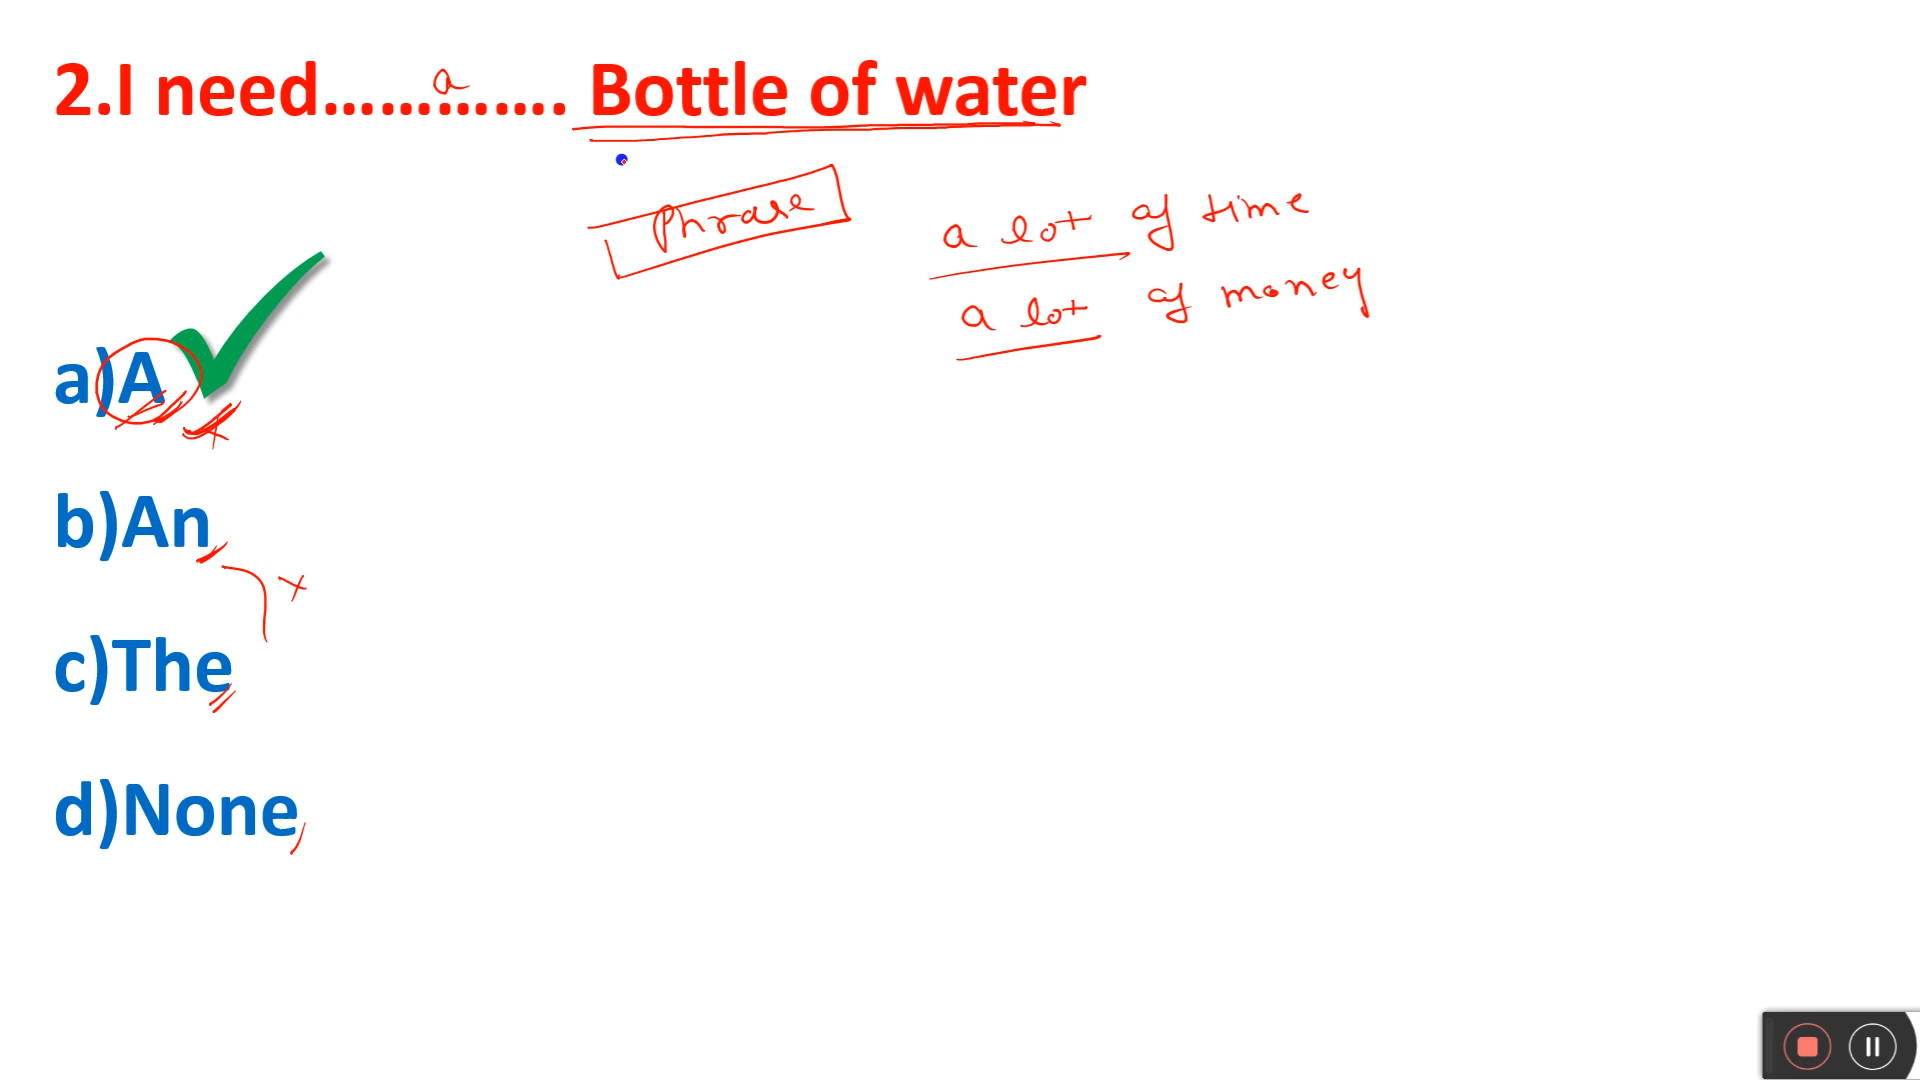 2.I need............. Bottle of water
a
Phrase
a lot of time
a lot of money
a)A
b)An
c)The
d)None